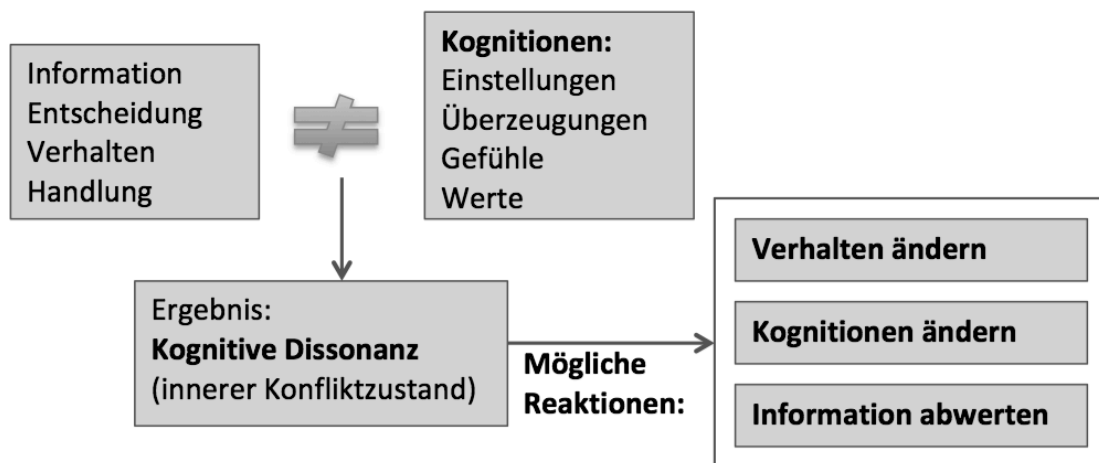 Information
Entscheidung
Verhalten
Handlung
≠
Kognitionen:
Einstellungen
Überzeugungen
Gefühle
Werte
Ergebnis:
Kognitive Dissonanz
(innerer Konfliktzustand)
Mögliche
Reaktionen:
Verhalten ändern
Kognitionen ändern
Information abwerten